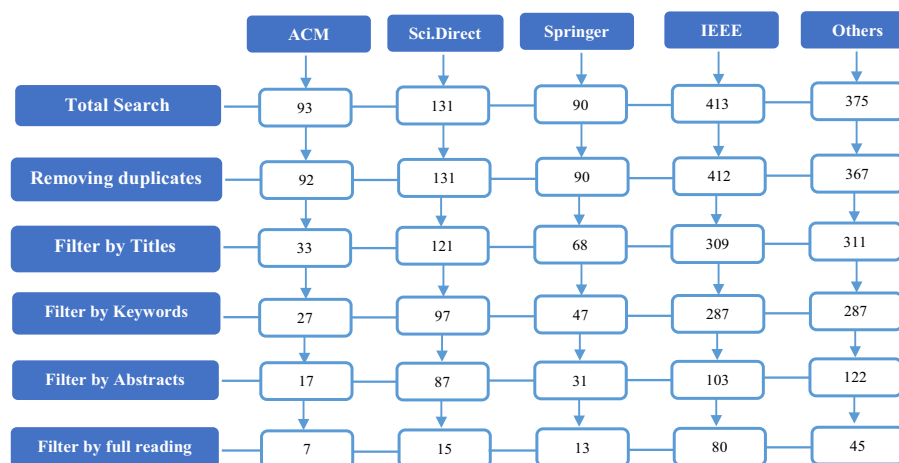 ACM Sci.Direct Springer IEEE Others
Total Search 93 131 90 413 375
Removing duplicates 92 131 90 412 367
Filter by Titles 33 121 68 309 311
Filter by Keywords 27 97 47 287 287
Filter by Abstracts 17 87 31 103 122
Filter by full reading 7 15 13 80 45